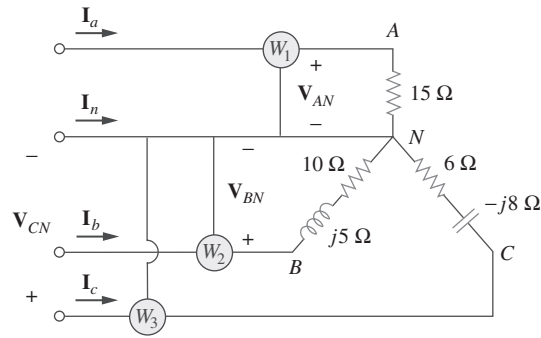 I_a
W_1
A
+
V_AN
15 Ω
I_n
−
N
−
−
10 Ω
6 Ω
V_BN
−j8 Ω
V_CN
I_b
+
j5 Ω
W_2
B
C
+
I_c
W_3